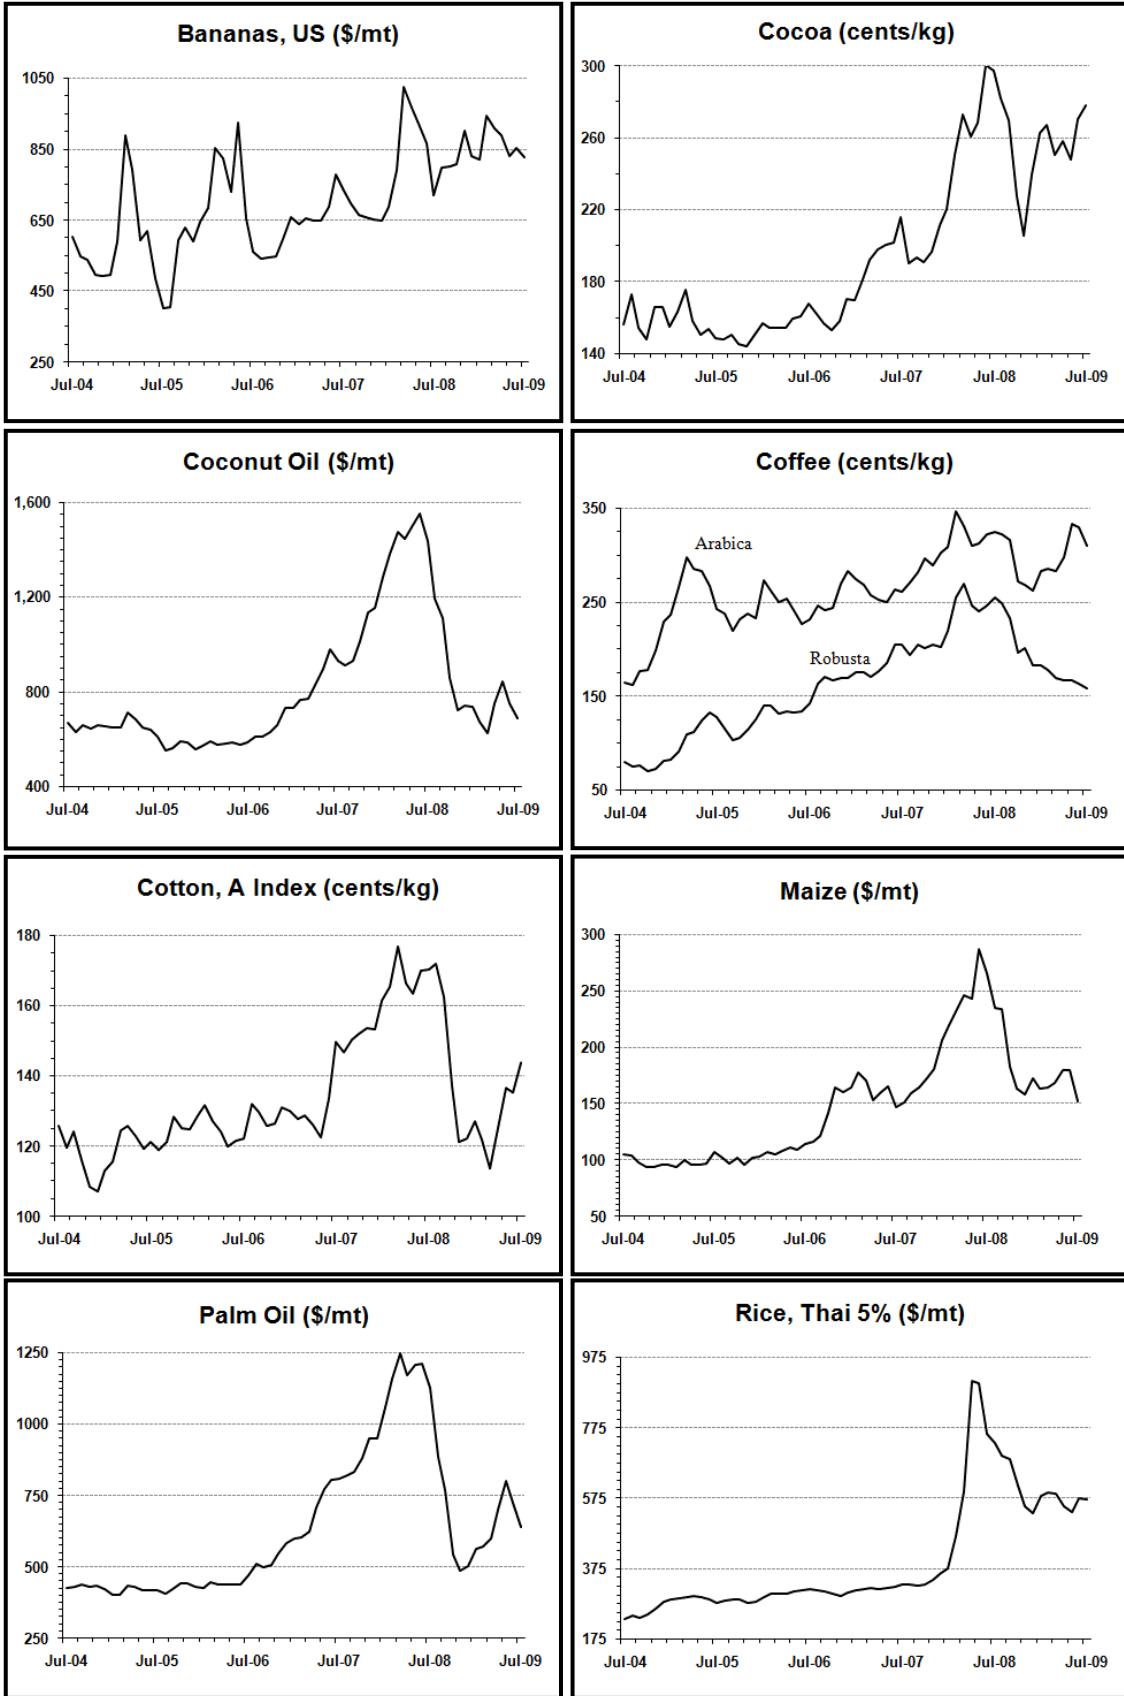 Bananas, US ($/mt)
1050
850
650
450
250
Jul-04 Jul-05 Jul-06 Jul-07 Jul-08 Jul-09
Cocoa (cents/kg)
300
260
220
180
140
Jul-04 Jul-05 Jul-06 Jul-07 Jul-08 Jul-09
Coconut Oil ($/mt)
1,600
1,200
800
400
Jul-04 Jul-05 Jul-06 Jul-07 Jul-08 Jul-09
Coffee (cents/kg)
350
250
150
50
Arabica
Robusta
Jul-04 Jul-05 Jul-06 Jul-07 Jul-08 Jul-09
Cotton, A Index (cents/kg)
180
160
140
120
100
Jul-04 Jul-05 Jul-06 Jul-07 Jul-08 Jul-09
Maize ($/mt)
300
250
200
150
100
50
Jul-04 Jul-05 Jul-06 Jul-07 Jul-08 Jul-09
Palm Oil ($/mt)
1250
1000
750
500
250
Jul-04 Jul-05 Jul-06 Jul-07 Jul-08 Jul-09
Rice, Thai 5% ($/mt)
975
775
575
375
175
Jul-04 Jul-05 Jul-06 Jul-07 Jul-08 Jul-09